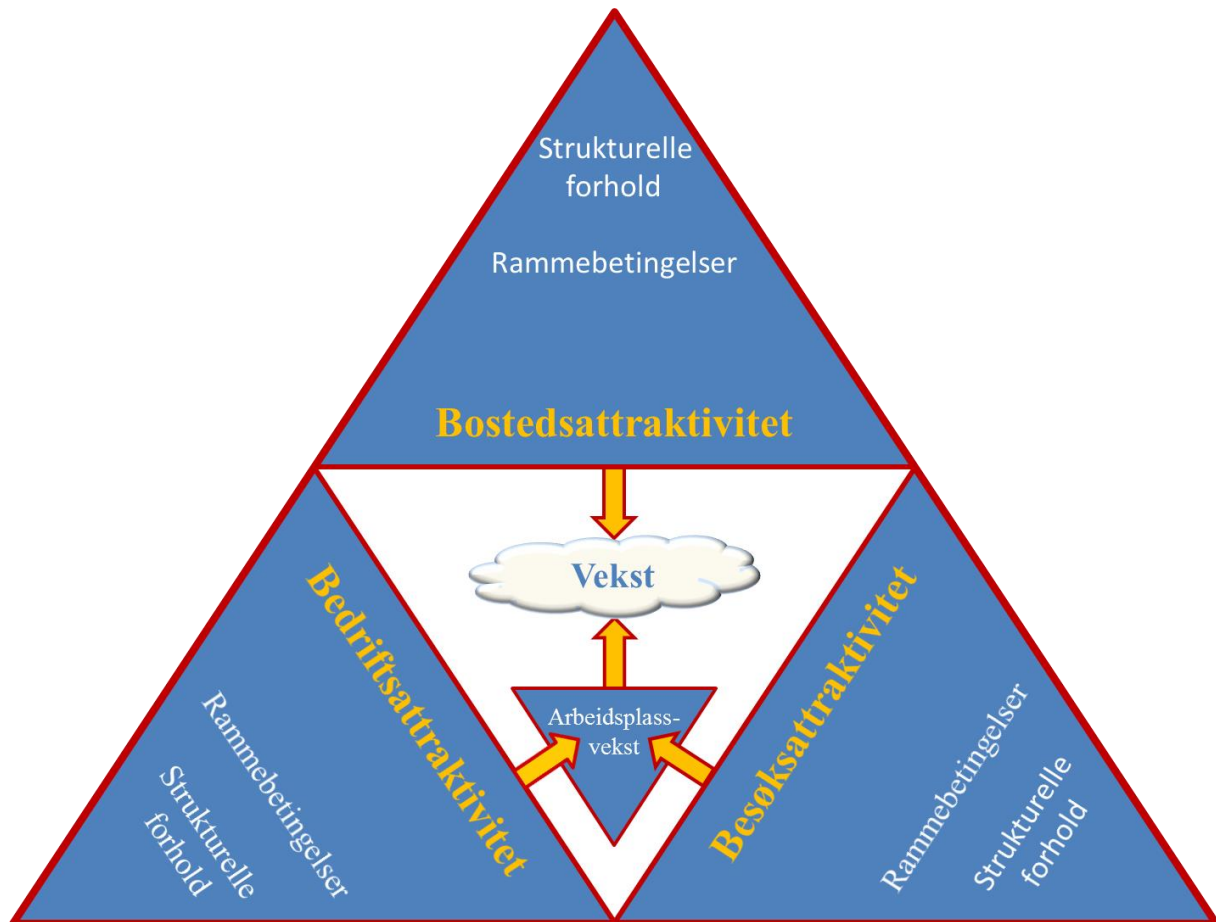 Strukturelle
forhold
Rammebetingelser
Bostedsattraktivitet
Vekst
Arbeidsplass-
vekst
Bedriftsattraktivitet
Rammebetingelser
Strukturelle
forhold
Besøksattraktivitet
Rammebetingelser
Strukturelle
forhold